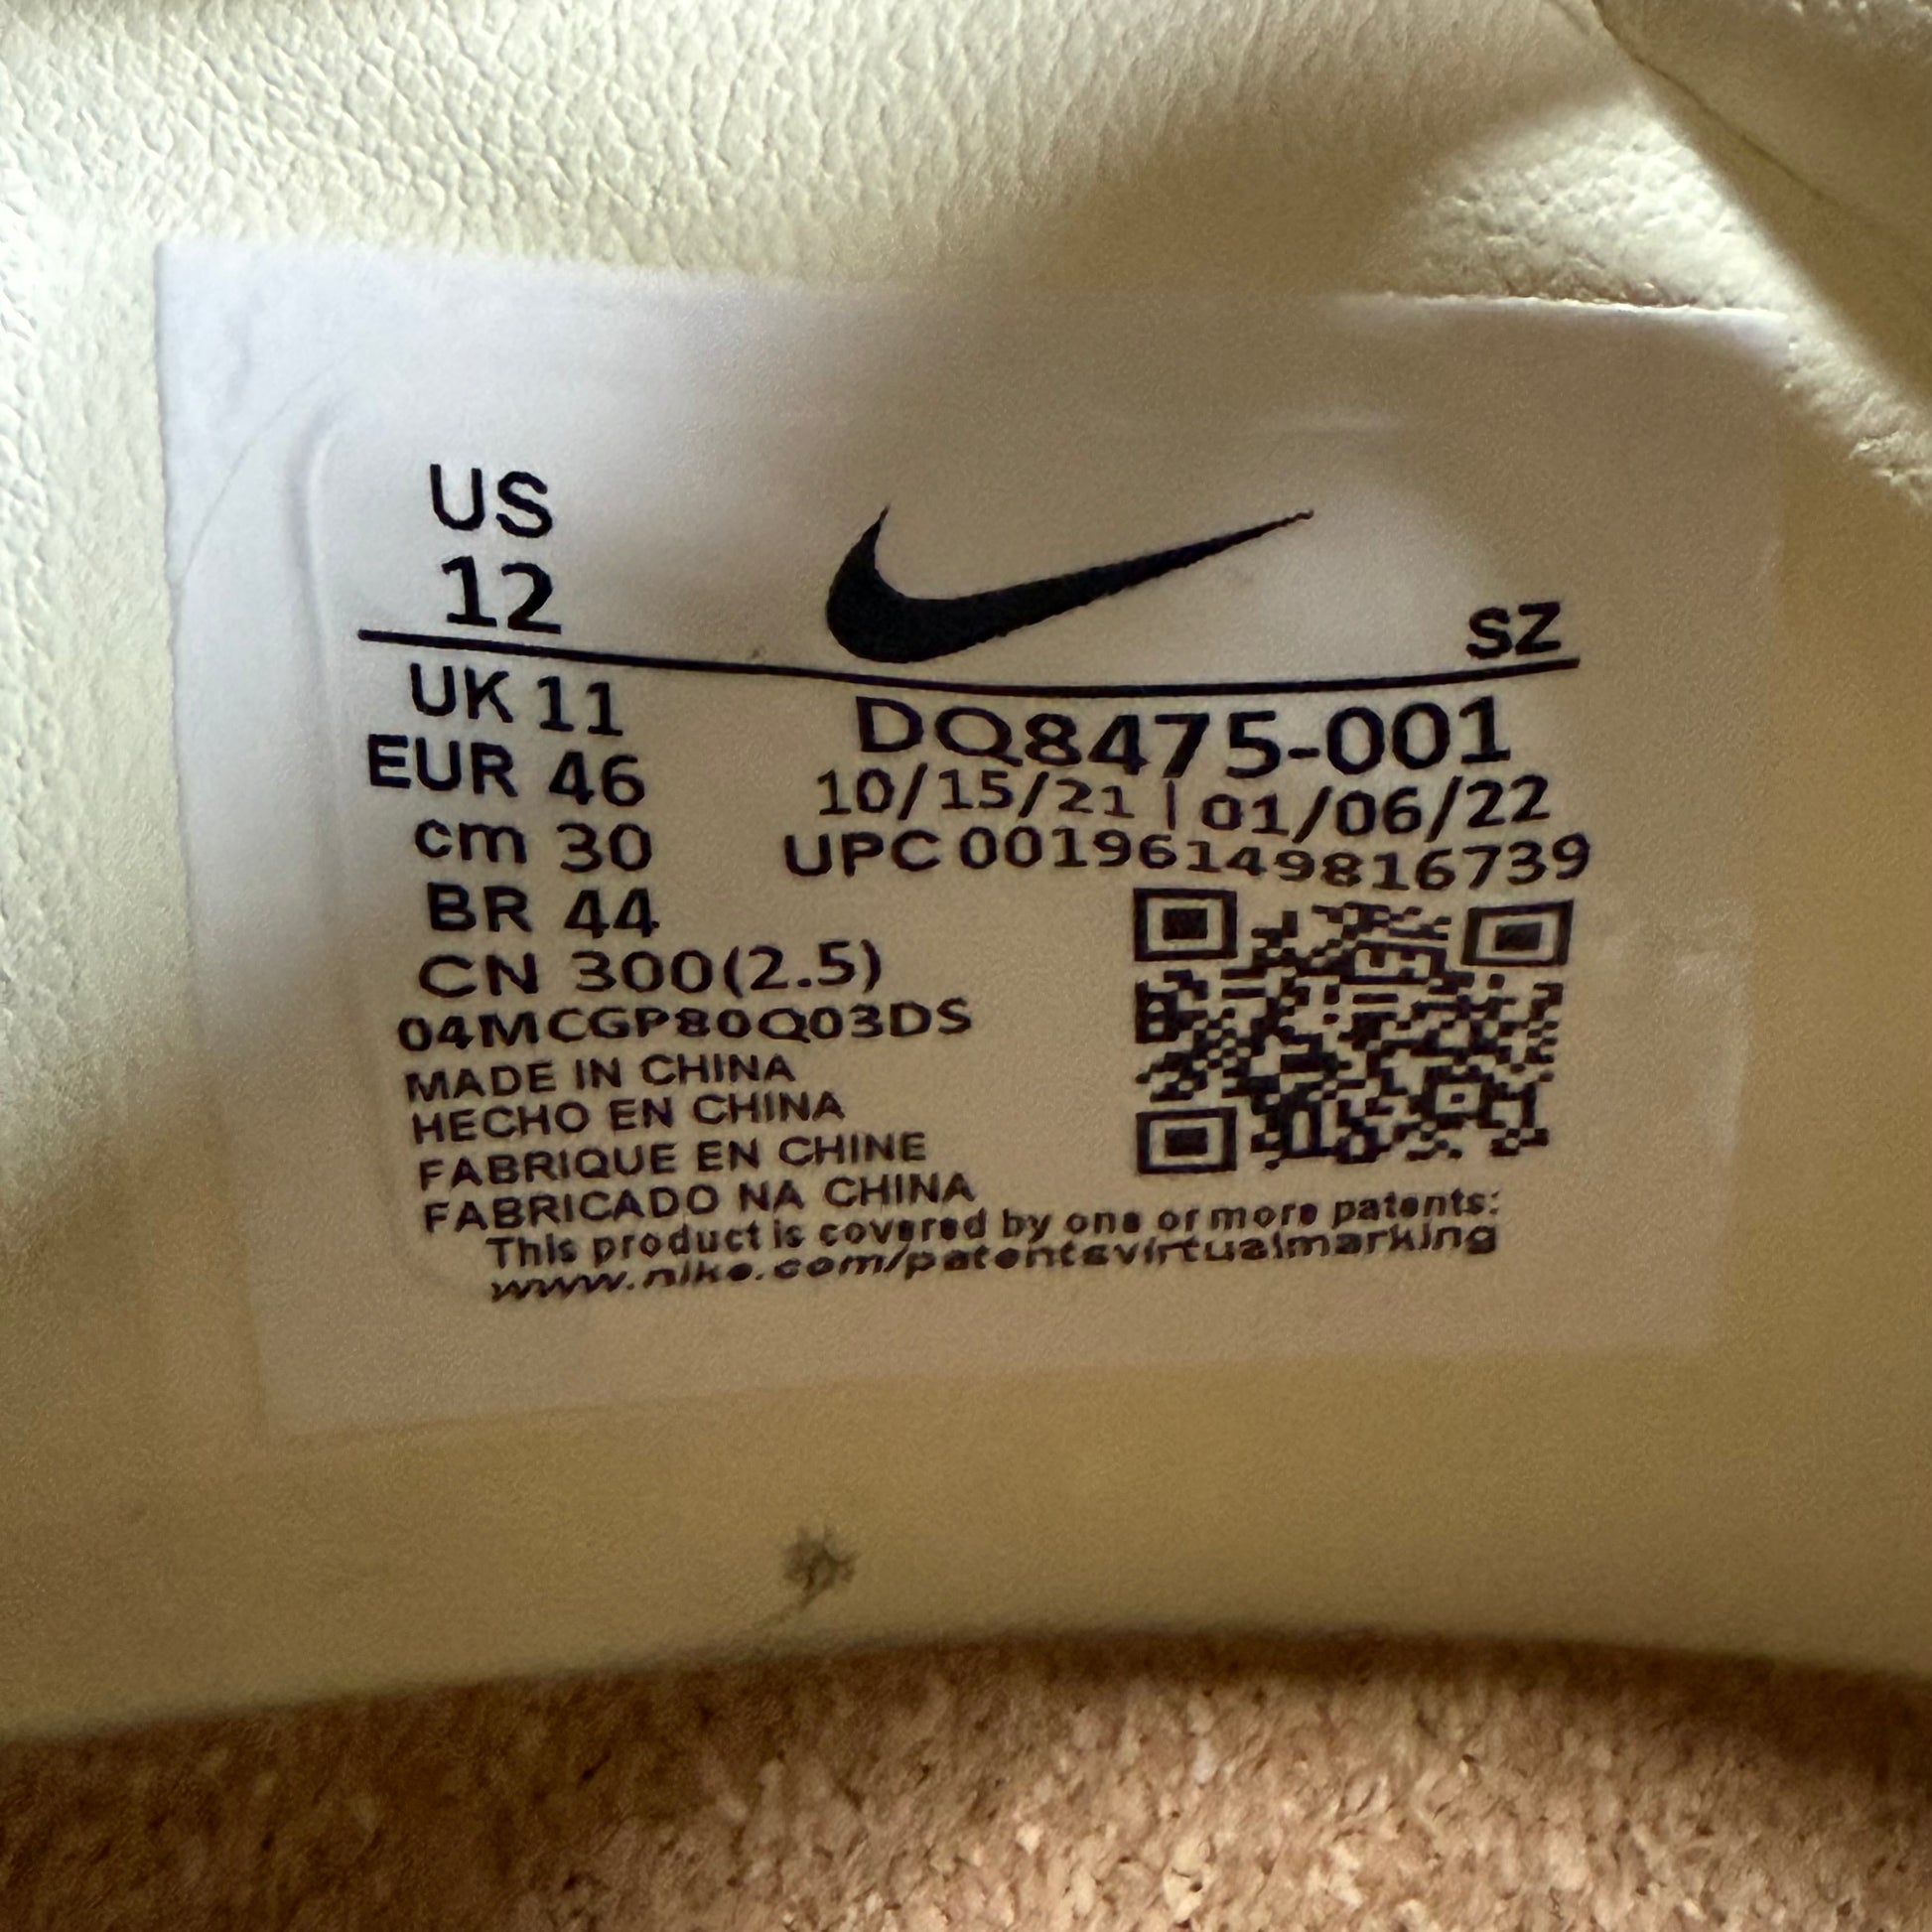 US
12
SZ
UK 11
EUR 46
cm 30
BR 44
CN 300(2.5)
DQ8475-001
10/15/21 | 01/06/22
UPC 00196149816739
04MCGP80Q03DS
MADE IN CHINA
HECHO EN CHINA
FABRIQUE EN CHINE
FABRICADO NA CHINA
This product is covered by one or more patents:
www.nike.com/patentsvirtualmarking